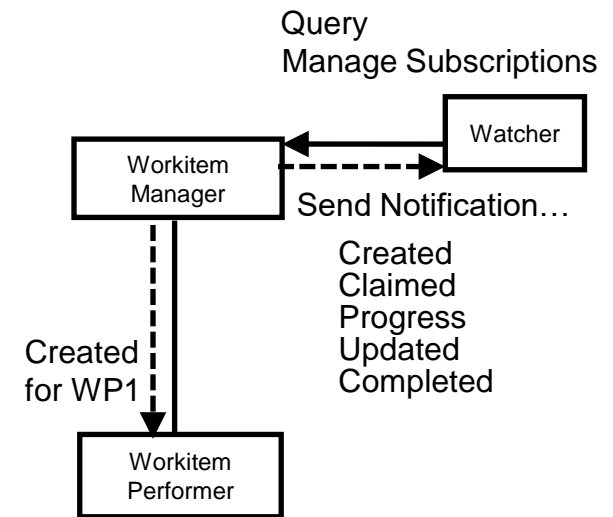 Query
Manage Subscriptions
Watcher
Workitem
Manager
Send Notification…
Created
Claimed
Progress
Updated
Completed
Created
for WP1
Workitem
Performer